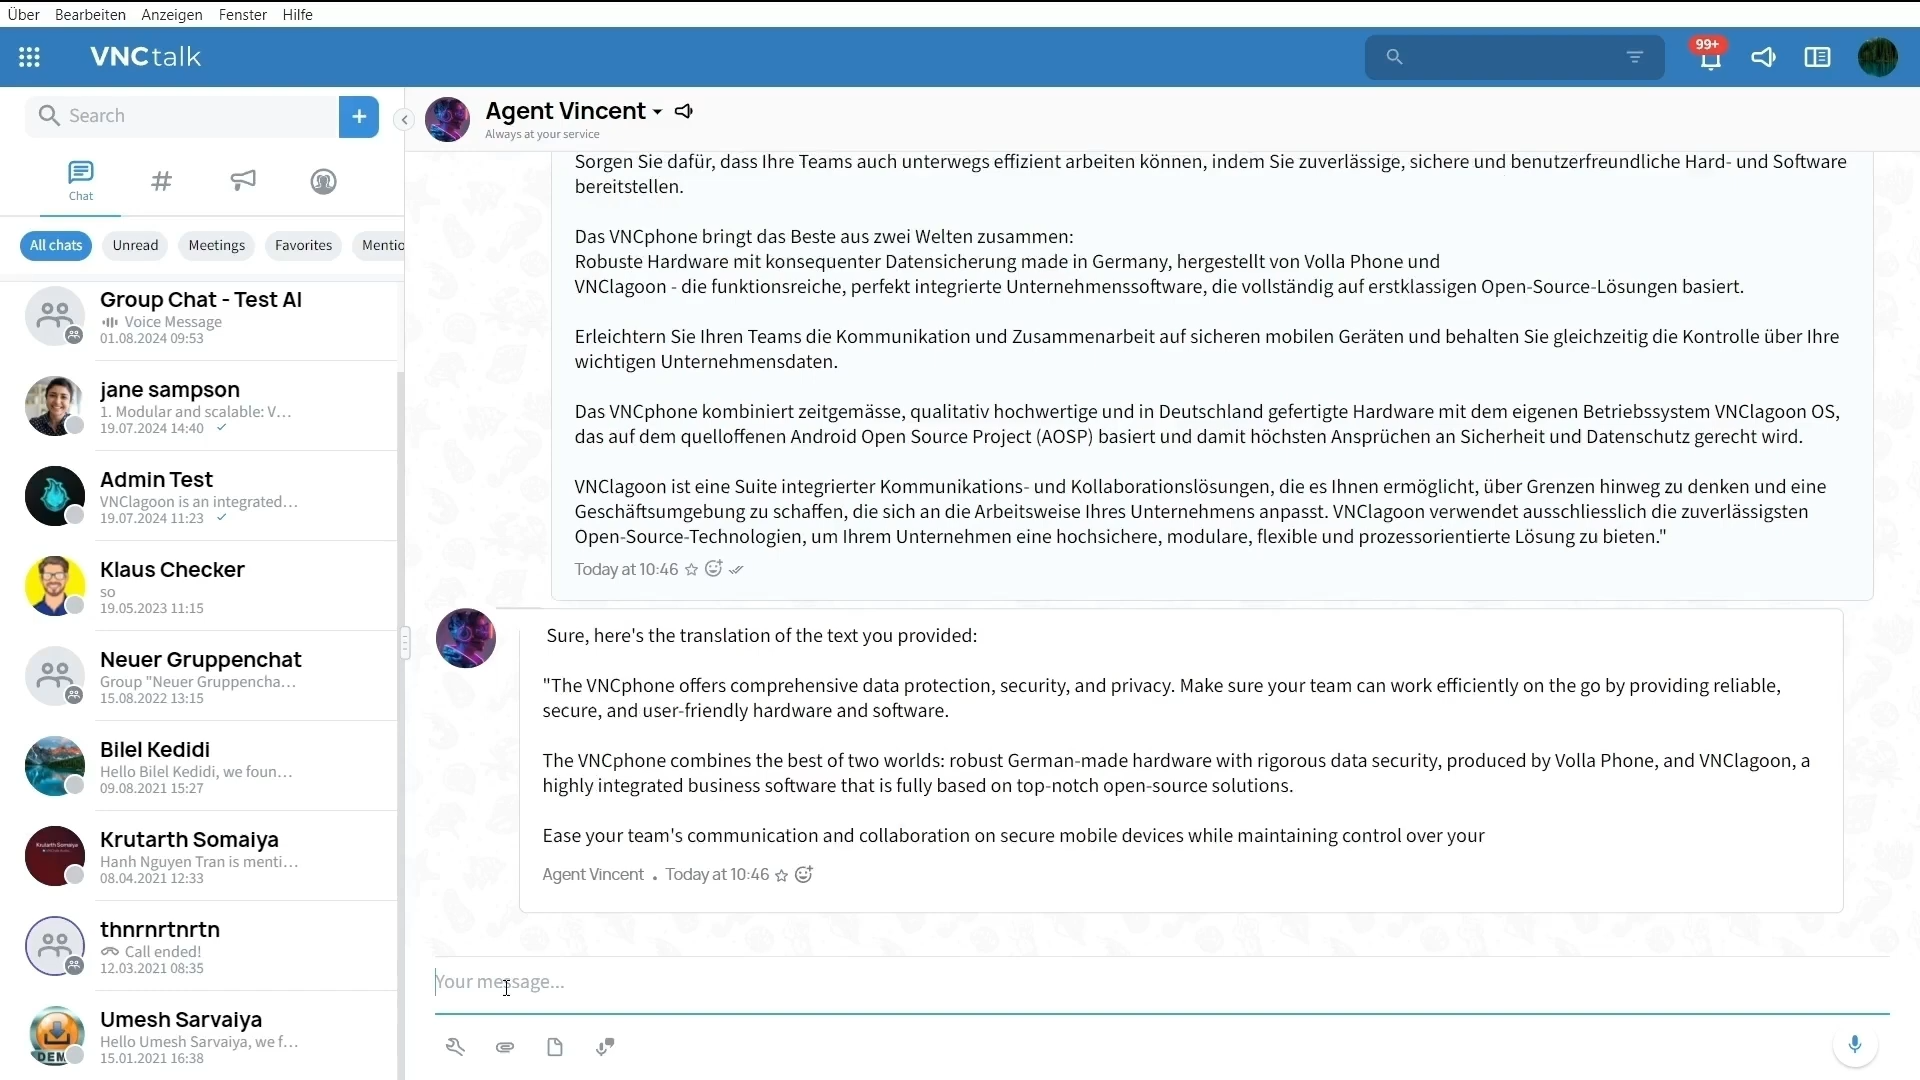 Über Bearbeiten Anzeigen Fenster Hilfe
VNCtalk
99+
Search
+
Chat
All chats Unread Meetings Favorites Mentio
Group Chat - Test AI
Voice Message
01.08.2024 09:53
jane sampson
1. Modular and scalable: V...
19.07.2024 14:40
Admin Test
VNClagoon is an integrated...
19.07.2024 11:23
Klaus Checker
so
19.05.2023 11:15
Neuer Gruppenchat
Group "Neuer Gruppencha...
15.08.2022 13:15
Bilel Kedidi
Hello Bilel Kedidi, we foun...
09.08.2021 15:27
Krutarth Somaiya
Krutarth Somaiya
Hanh Nguyen Tran is menti...
08.04.2021 12:33
thnrnrtnrtn
Call ended!
12.03.2021 08:35
DEM
Umesh Sarvaiya
Hello Umesh Sarvaiya, we f...
15.01.2021 16:38
Agent Vincent
Always at your service
Sorgen Sie dafür, dass Ihre Teams auch unterwegs effizient arbeiten können, indem Sie zuverlässige, sichere und benutzerfreundliche Hard- und Software
bereitstellen.
Das VNCphone bringt das Beste aus zwei Welten zusammen:
Robuste Hardware mit konsequenter Datensicherung made in Germany, hergestellt von Volla Phone und
VNClagoon - die funktionsreiche, perfekt integrierte Unternehmenssoftware, die vollständig auf erstklassigen Open-Source-Lösungen basiert.
Erleichtern Sie Ihren Teams die Kommunikation und Zusammenarbeit auf sicheren mobilen Geräten und behalten Sie gleichzeitig die Kontrolle über Ihre
wichtigen Unternehmensdaten.
Das VNCphone kombiniert zeitgemässe, qualitativ hochwertige und in Deutschland gefertigte Hardware mit dem eigenen Betriebssystem VNClagoon OS,
das auf dem quelloffenen Android Open Source Project (AOSP) basiert und damit höchsten Ansprüchen an Sicherheit und Datenschutz gerecht wird.
VNClagoon ist eine Suite integrierter Kommunikations- und Kollaborationslösungen, die es Ihnen ermöglicht, über Grenzen hinweg zu denken und eine
Geschäftsumgebung zu schaffen, die sich an die Arbeitsweise Ihres Unternehmens anpasst. VNClagoon verwendet ausschliesslich die zuverlässigsten
Open-Source-Technologien, um Ihrem Unternehmen eine hochsichere, modulare, flexible und prozessorientierte Lösung zu bieten."
Today at 10:46
Sure, here's the translation of the text you provided:
"The VNCphone offers comprehensive data protection, security, and privacy. Make sure your team can work efficiently on the go by providing reliable,
secure, and user-friendly hardware and software.
The VNCphone combines the best of two worlds: robust German-made hardware with rigorous data security, produced by Volla Phone, and VNClagoon, a
highly integrated business software that is fully based on top-notch open-source solutions.
Ease your team's communication and collaboration on secure mobile devices while maintaining control over your
Agent Vincent . Today at 10:46
Your message...